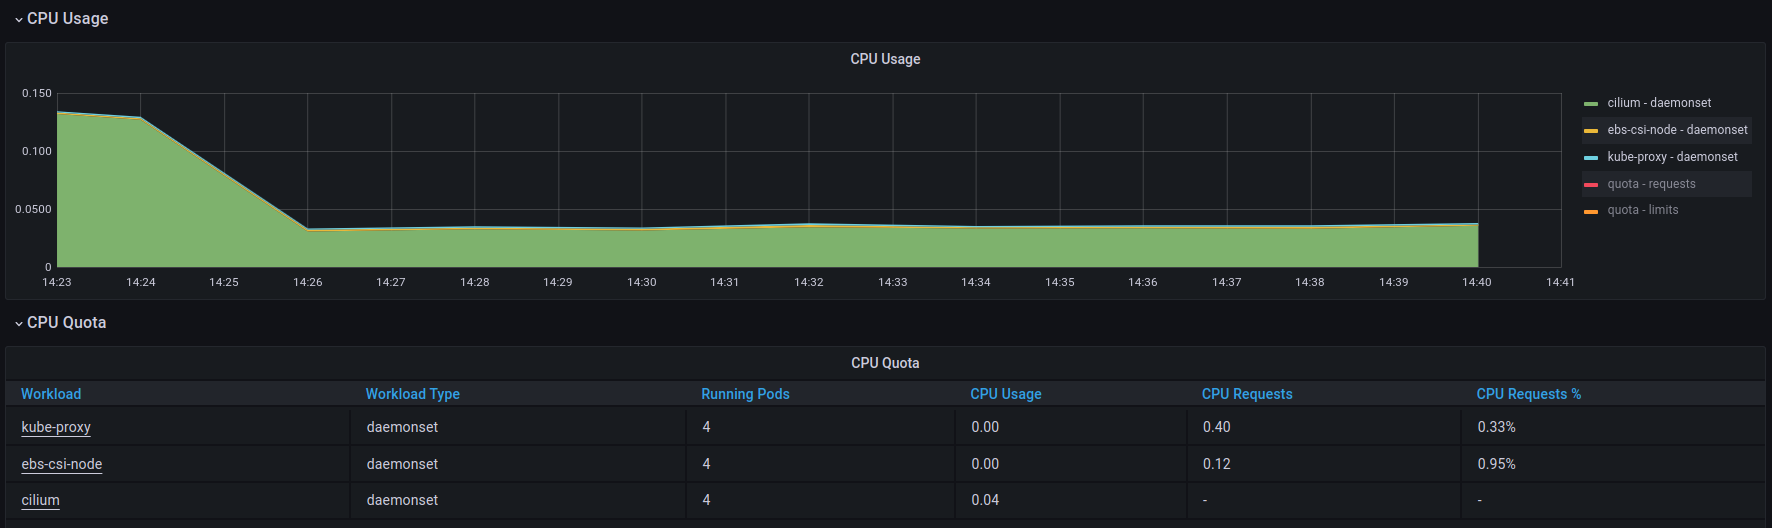 CPU Usage
CPU Usage
0.150
0.100
0.0500
0
14:23 14:24 14:25 14:26 14:27 14:28 14:29 14:30 14:31 14:32 14:33 14:34 14:35 14:36 14:37 14:38 14:39 14:40 14:41
cilium - daemonset
ebs-csi-node - daemonset
kube-proxy - daemonset
quota - requests
quota - limits
CPU Quota
CPU Quota
Workload Workload Type Running Pods CPU Usage CPU Requests CPU Requests %
kube-proxy daemonset 4 0.00 0.40 0.33%
ebs-csi-node daemonset 4 0.00 0.12 0.95%
cilium daemonset 4 0.04 - -